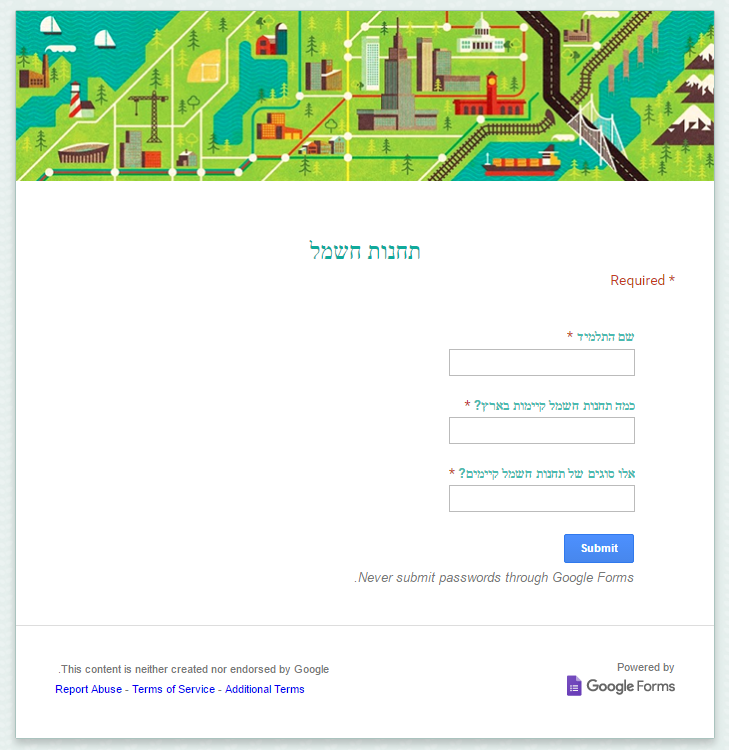 תחנות חשמל
* Required
שם התלמיד *
כמה תחנות חשמל קיימות בארץ? *
אלו סוגים של תחנות חשמל קיימים? *
Submit
Never submit passwords through Google Forms.
This content is neither created nor endorsed by Google.
Report Abuse - Terms of Service - Additional Terms
Powered by
Google Forms